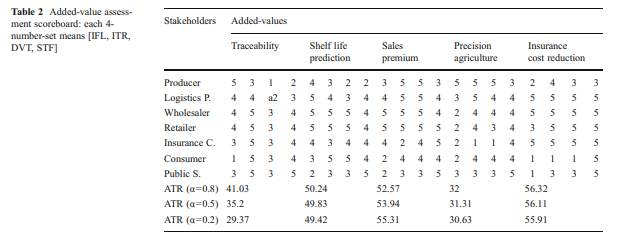 Table 2 Added-value assess-
ment scoreboard: each 4-
number-set means [IFL, ITR,
DVT, STF]
Stakeholders Added-values
Traceability Shelf life prediction Sales premium Precision agriculture Insurance cost reduction
Producer 5 3 1 2 4 3 2 2 3 5 5 3 5 5 5 3 2 4 3 3
Logistics P. 4 4 a2 3 5 4 3 4 4 5 5 4 3 5 4 4 5 5 5 5
Wholesaler 4 5 3 4 5 5 5 4 5 5 5 4 2 4 4 4 5 5 5 5
Retailer 4 5 3 4 5 5 5 4 5 5 5 5 2 4 3 4 3 5 5 5
Insurance C. 3 5 3 4 4 3 4 4 4 2 4 5 2 1 1 4 5 5 5 5
Consumer 1 5 3 4 3 5 5 4 2 4 4 4 2 4 4 4 1 1 1 5
Public S. 3 5 3 5 2 3 3 5 2 3 3 5 3 3 3 5 1 3 3 5
ATR (α=0.8) 41.03 50.24 52.57 32 56.32
ATR (α=0.5) 35.2 49.83 53.94 31.31 56.11
ATR (α=0.2) 29.37 49.42 55.31 30.63 55.91